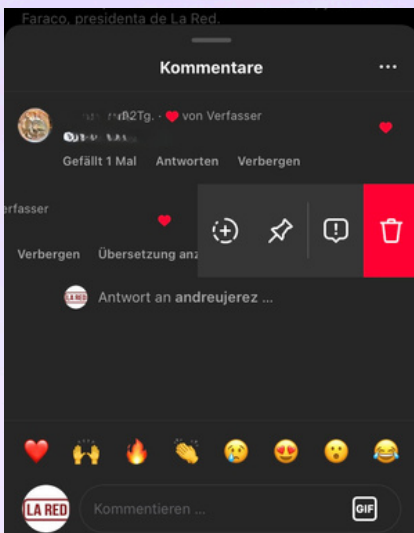 Faraco, presidenta de La Red.
Kommentare
2Tg. · von Verfasser
Gefällt 1 Mal Antworten Verbergen
erfasser
Verbergen Übersetzung anz
LA RED Antwort an andreujerez ...
LA RED Kommentieren ... GIF